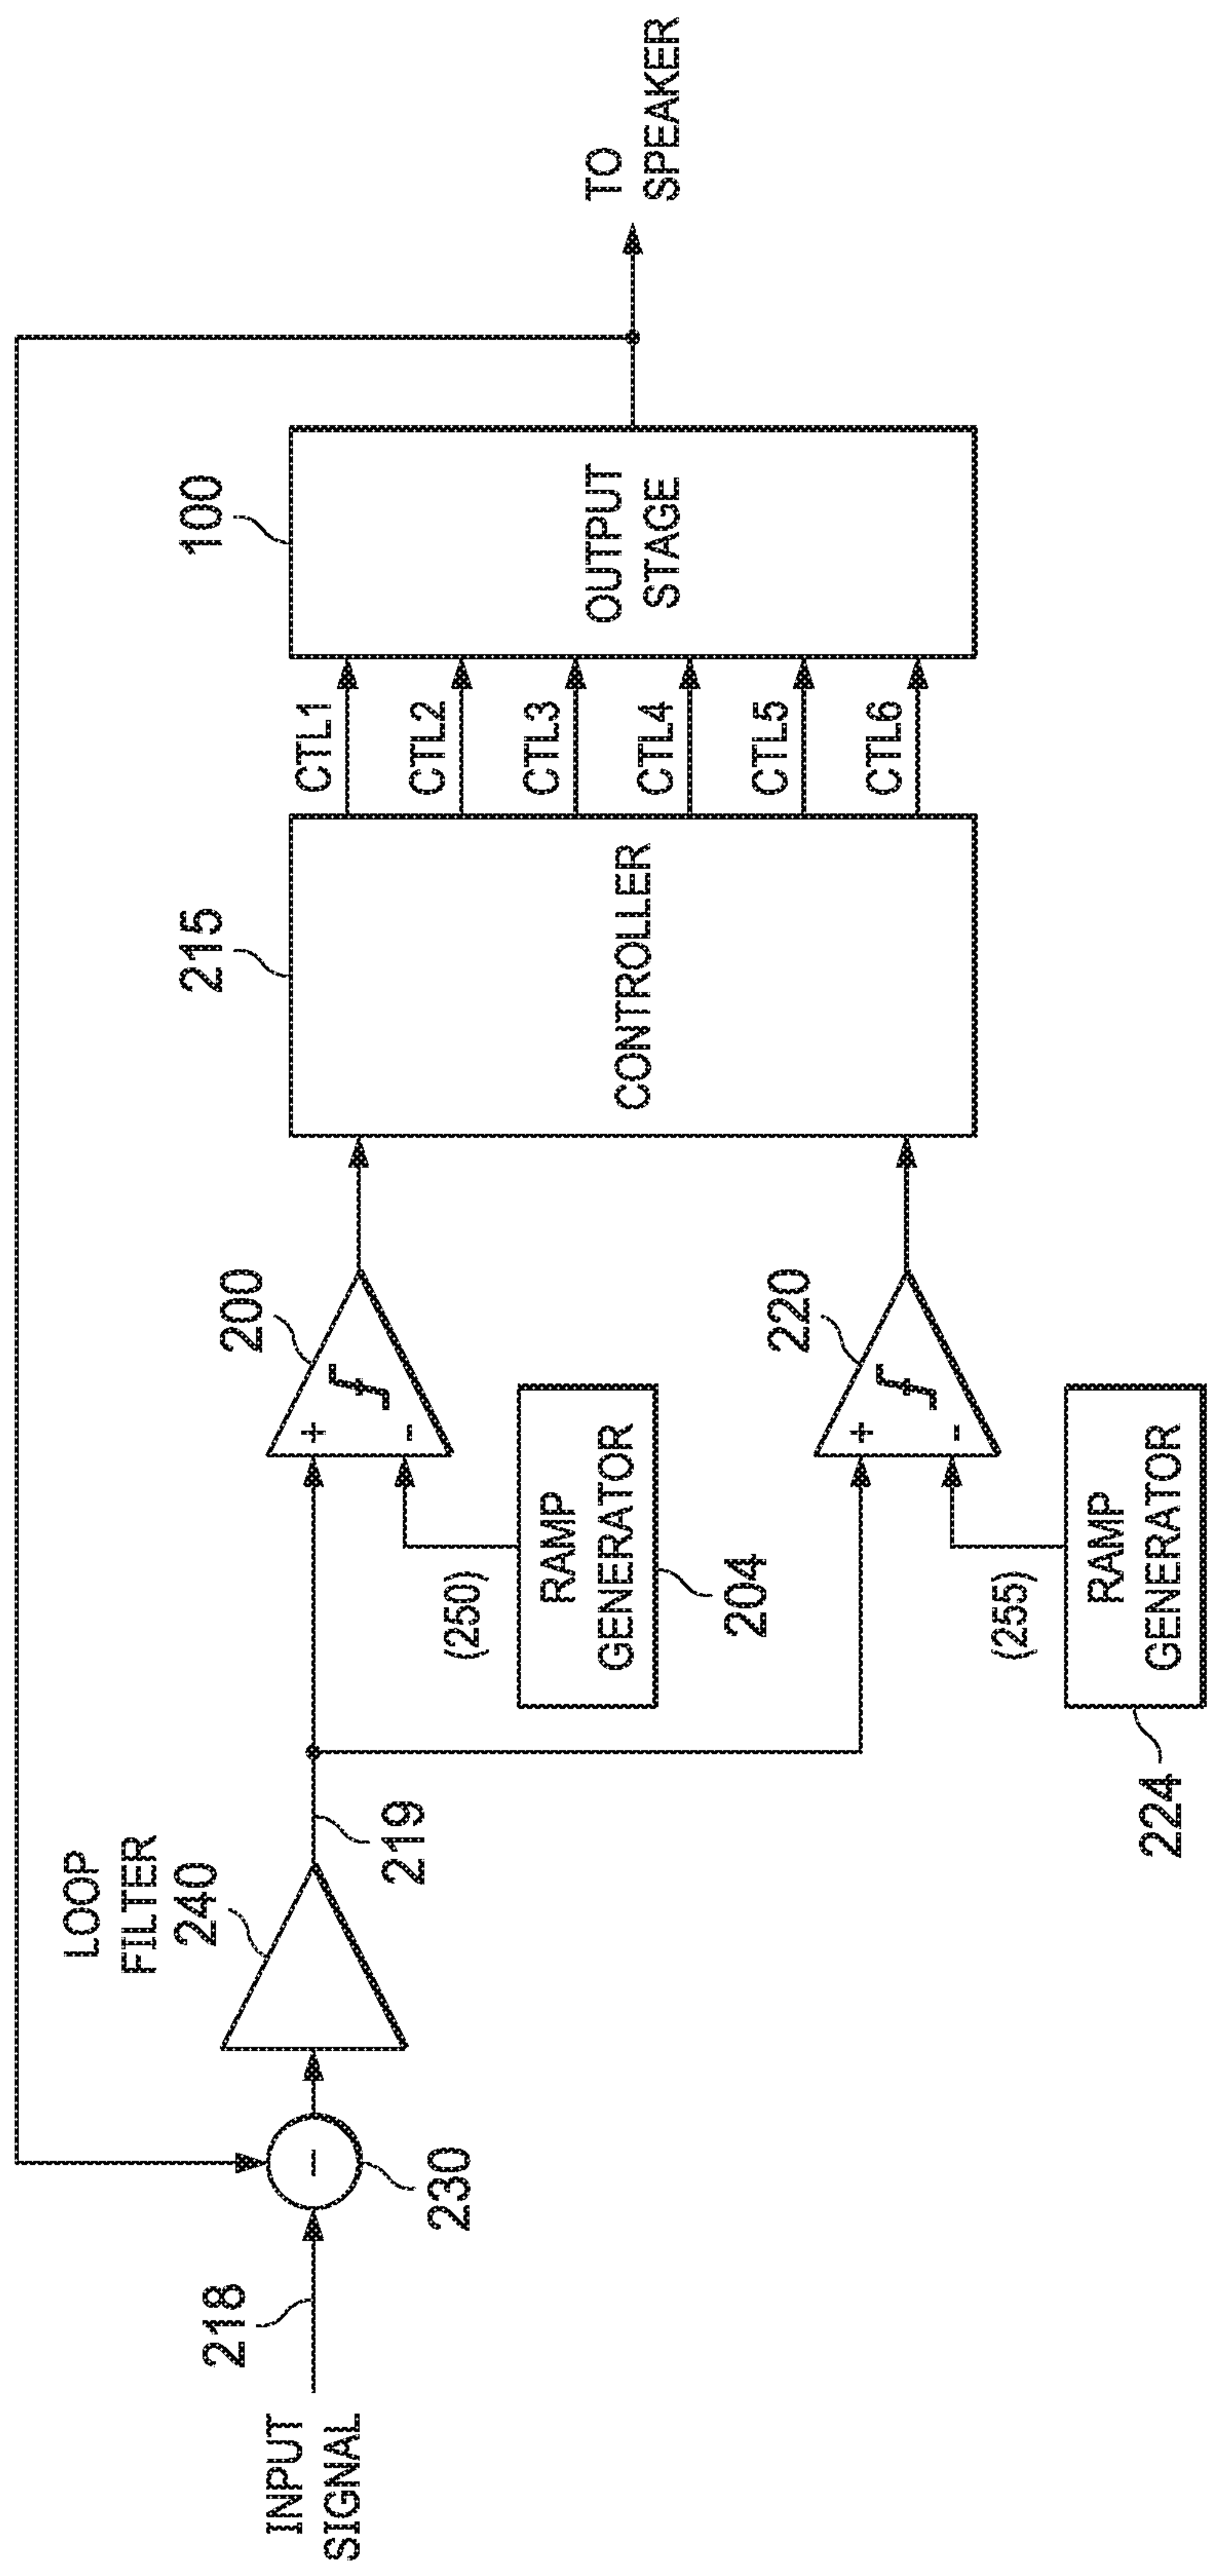 INPUT
SIGNAL
218
230
LOOP
FILTER
240
219
(250)
RAMP
GENERATOR
204
200
(255)
RAMP
GENERATOR
224
220
215
CONTROLLER
CTL1
CTL2
CTL3
CTL4
CTL5
CTL6
100
OUTPUT
STAGE
TO
SPEAKER
+
-
+
-
-